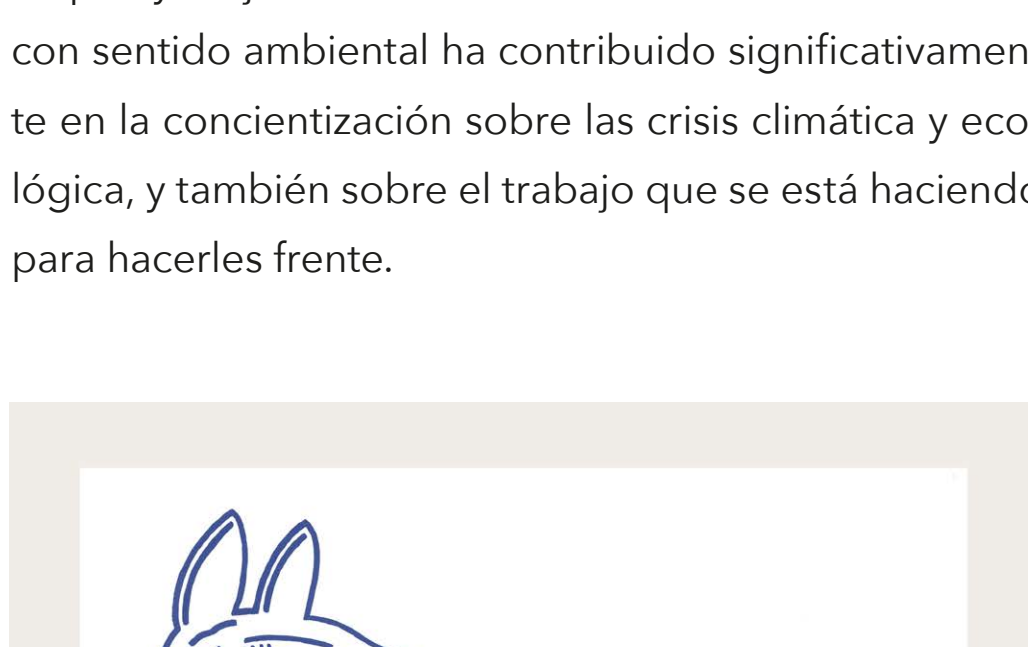 con sentido ambiental ha contribuido significativamen
te en la concientización sobre las crisis climática y eco
lógica, y también sobre el trabajo que se está haciendo
para hacerles frente.